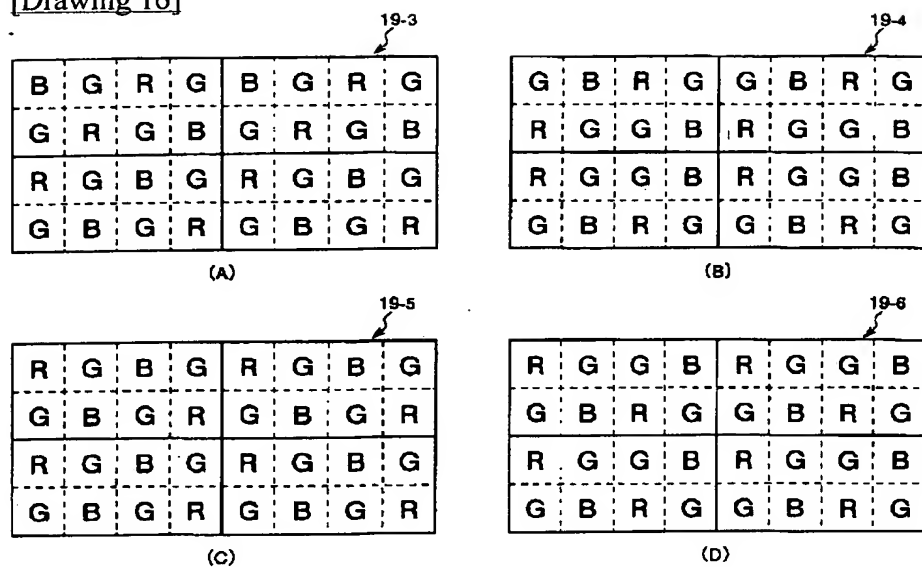 [Drawing 16]
19-3
B G R G B G R G
G R G B G R G B
R G B G R G B G
G B G R G B G R
(A)
19-4
G B R G G B R G
R G G B R G G B
R G G B R G G B
G B R G G B R G
(B)
19-5
R G B G R G B G
G B G R G B G R
R G B G R G B G
G B G R G B G R
(C)
19-6
R G G B R G G B
G B R G G B R G
R G G B R G G B
G B R G G B R G
(D)